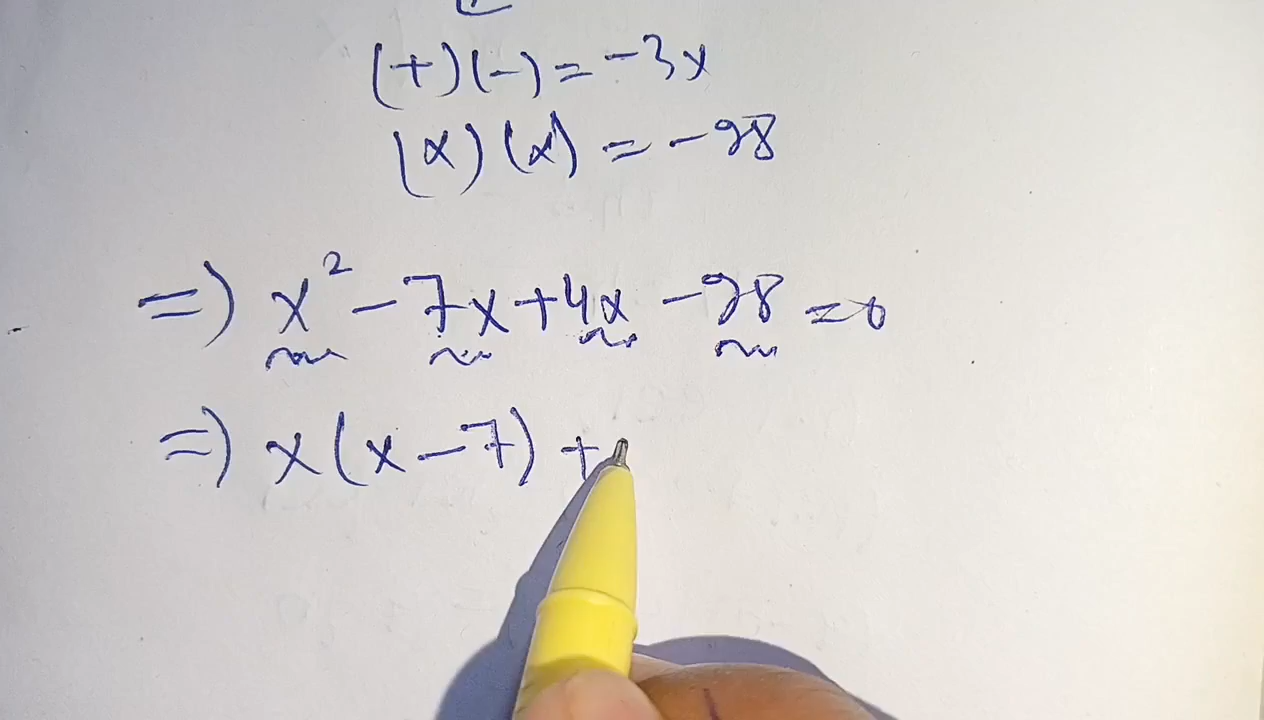 (+)(-) = -3x
(x)(x) = -28
=) x² - 7x + 4x - 28 = 0
=) x(x - 7) +